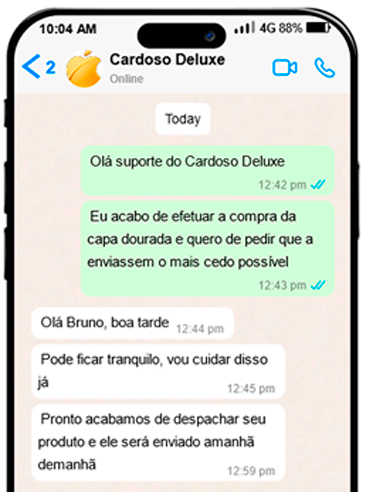 10:04 AM 4G 88%
2 Cardoso Deluxe
Online
Today
Olá suporte do Cardoso Deluxe
12:42 pm
Eu acabo de efetuar a compra da
capa dourada e quero de pedir que a
enviassem o mais cedo possível
12:43 pm
Olá Bruno, boa tarde 12:44 pm
Pode ficar tranquilo, vou cuidar disso
já
12:45 pm
Pronto acabamos de despachar seu
produto e ele será enviado amanhã
demanhã
12:59 pm